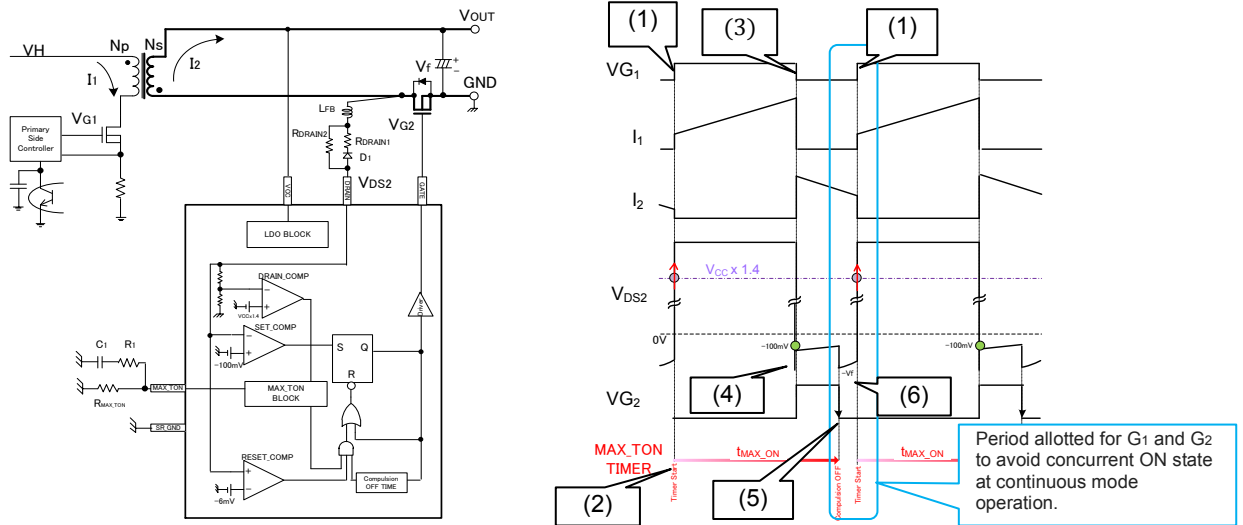 VOUT
VH
Np
Ns
I1
I2
Vf
GND
VG1
VG2
LFB
RDRAIN2
RDRAIN1
D1
Primary
Side
Controller
VDS2
VCC
DRAIN
GATE
LDO BLOCK
DRAIN_COMP
VCC×1.4
Driver
SET_COMP
-100mV
S
Q
R
C1
R1
RMAX_TON
MAX_TON
MAX_TON
BLOCK
SR_GND
RESET_COMP
-6mV
Compulsion
OFF TIME
(1)
(3)
(1)
VG1
I1
I2
VCC x 1.4
VDS2
0V
-100mV
-100mV
(4)
-Vf
(6)
VG2
MAX_TON
TIMER
tMAX_ON
tMAX_ON
Timer Start
Compulsion OFF
Timer Start
(2)
(5)
Period allotted for G1 and G2
to avoid concurrent ON state
at continuous mode
operation.